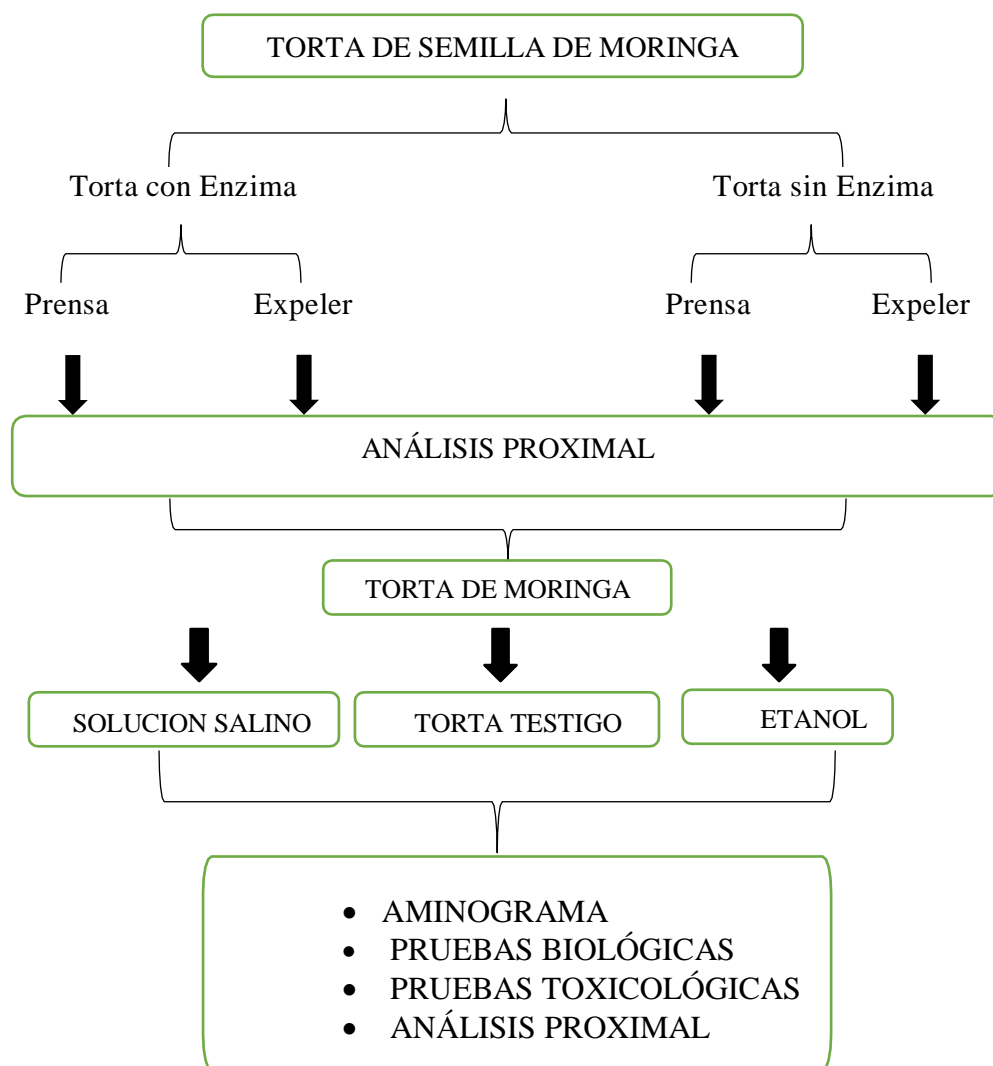 TORTA DE SEMILLA DE MORINGA
Torta con Enzima
Torta sin Enzima
Prensa
Expeler
Prensa
Expeler
ANÁLISIS PROXIMAL
TORTA DE MORINGA
SOLUCION SALINO
TORTA TESTIGO
ETANOL
• AMINOGRAMA
• PRUEBAS BIOLÓGICAS
• PRUEBAS TOXICOLÓGICAS
• ANÁLISIS PROXIMAL